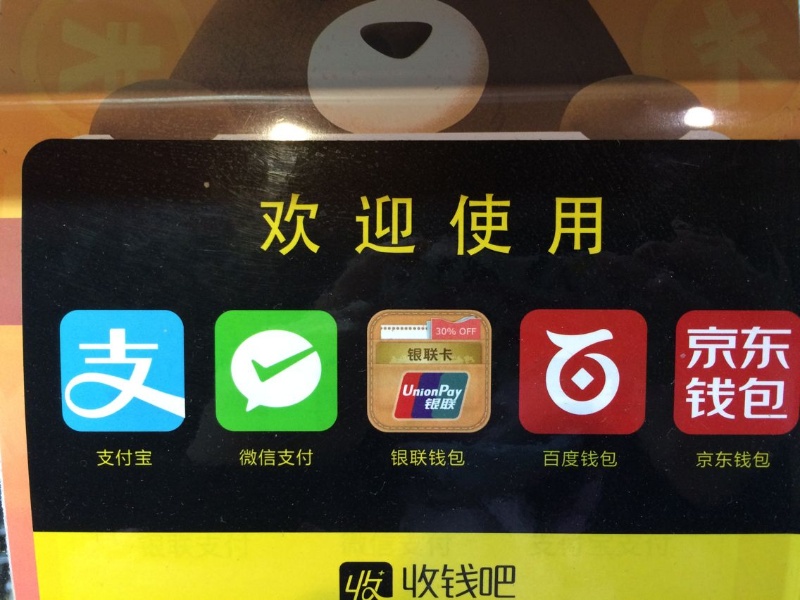 欢迎使用
支
30% OFF
银联卡
UnionPay
银联
百
京东
钱包
支付宝 微信支付 银联钱包 百度钱包 京东钱包
收 收钱吧